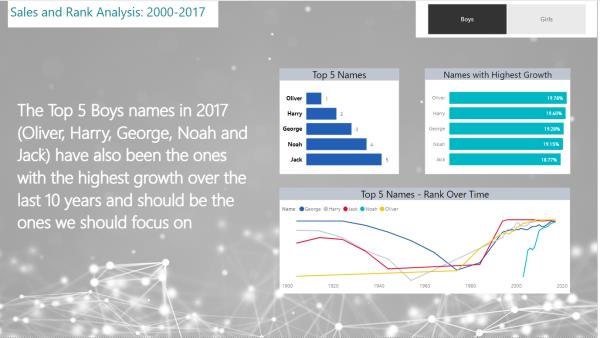 Sales and Rank Analysis: 2000-2017
Boys
Girls
The Top 5 Boys names in 2017
(Oliver, Harry, George, Noah and
Jack) have also been the ones
with the highest growth over the
last 10 years and should be the
ones we should focus on
Top 5 Names
Oliver 1
Harry 2
George 3
Noah 4
Jack 5
Names with Highest Growth
Oliver 19.76%
Harry 19.60%
George 19.28%
Noah 19.15%
Jack 18.77%
Top 5 Names - Rank Over Time
Name George Harry Jack Noah Oliver
1900 1920 1940 1960 1980 2000 2020